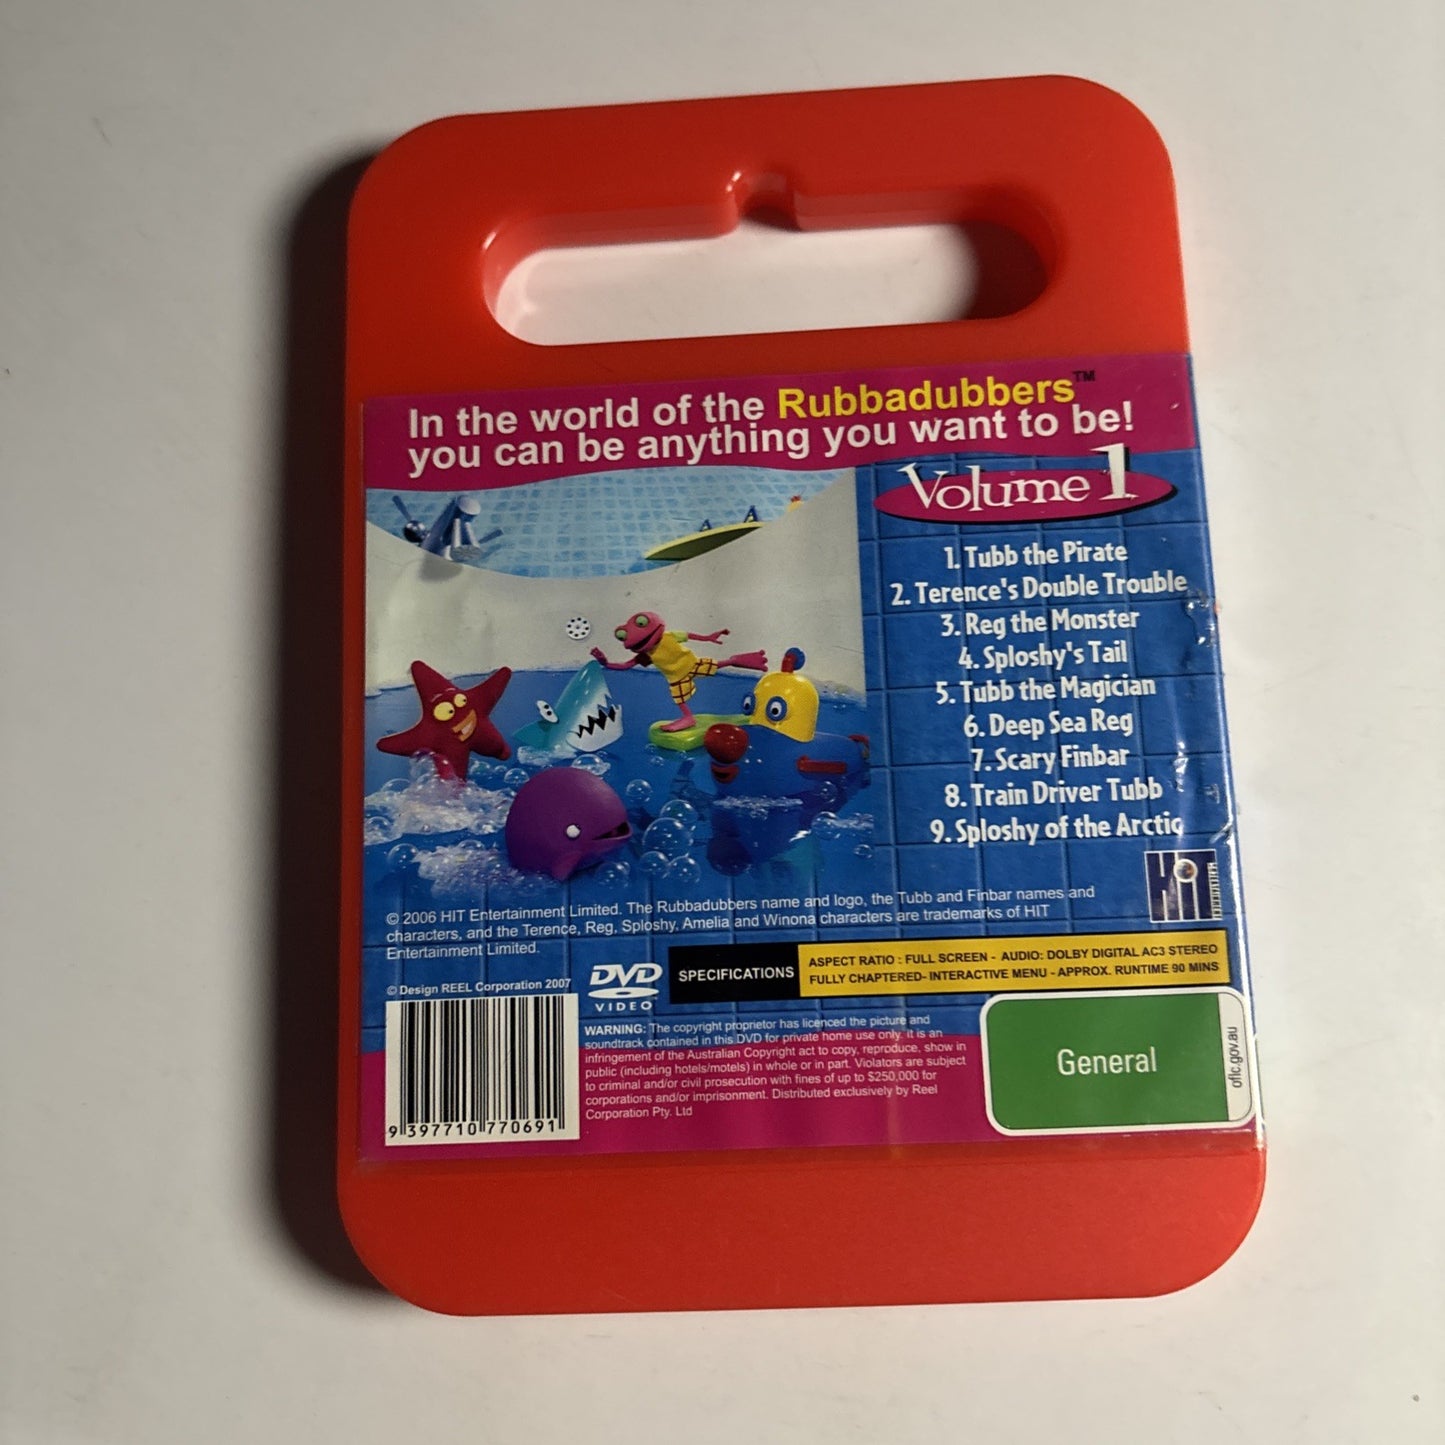 In the world of the Rubbadubbers™
you can be anything you want to be!
Volume 1
1. Tubb the Pirate
2. Terence's Double Trouble
3. Reg the Monster
4. Sploshy's Tail
5. Tubb the Magician
6. Deep Sea Reg
7. Scary Finbar
8. Train Driver Tubb
9. Sploshy of the Arctic
HiT
© 2006 HIT Entertainment Limited. The Rubbadubbers name and logo, the Tubb and Finbar names and
characters, and the Terence, Reg, Sploshy, Amelia and Winona characters are trademarks of HIT
Entertainment Limited.
© Design REEL Corporation 2007
DVD
VIDEO
SPECIFICATIONS
ASPECT RATIO : FULL SCREEN - AUDIO: DOLBY DIGITAL AC3 STEREO
FULLY CHAPTERED- INTERACTIVE MENU - APPROX. RUNTIME 90 MINS
WARNING: The copyright proprietor has licenced the picture and
soundtrack contained in this DVD for private home use only. It is an
infringement of the Australian Copyright act to copy, reproduce, show in
public (including hotels/motels) in whole or in part. Violators are subject
to criminal and/or civil prosecution with fines of up to $250,000 for
corporations and/or imprisonment. Distributed exclusively by Reel
Corporation Pty. Ltd
9 397710 770691
General
oflc.gov.au